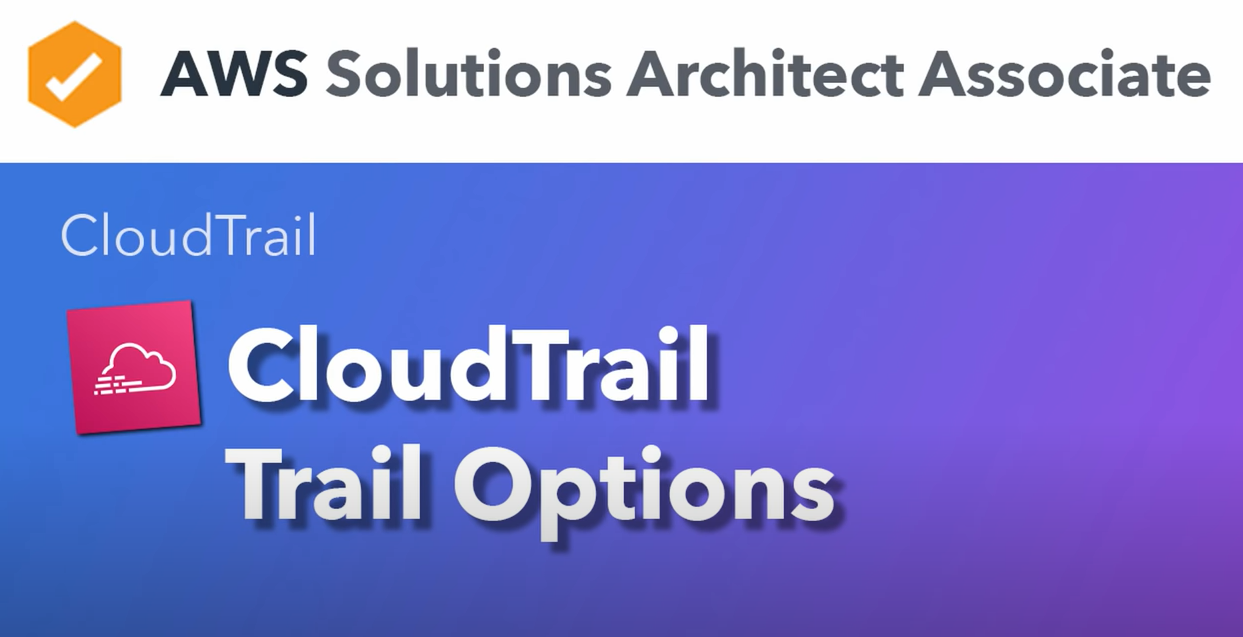 AWS Solutions Architect Associate
CloudTrail
CloudTrail
Trail Options